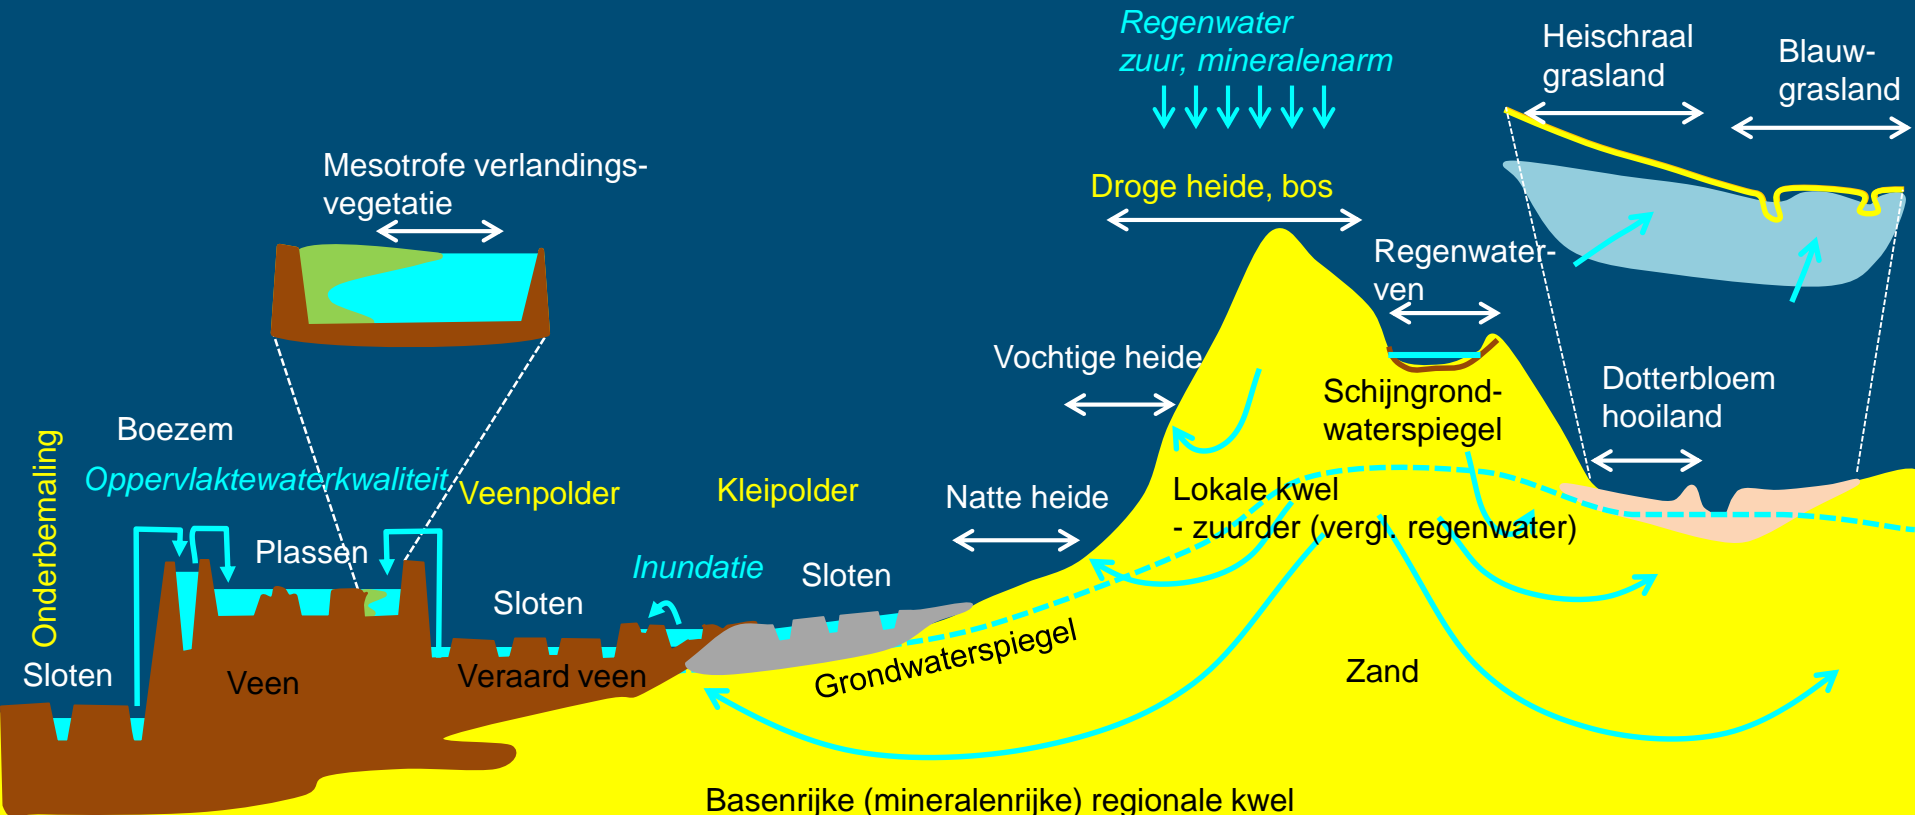 Regenwater
zuur, mineralenarm
Heischraal
grasland
Blauw-
grasland
Mesotrofe verlandings-
vegetatie
Droge heide, bos
Regenwater-
ven
Vochtige heide
Schijngrond-
waterspiegel
Dotterbloem
hooiland
Boezem
Oppervlaktewaterkwaliteit
Onderbemaling
Veenpolder
Kleipolder
Natte heide
Lokale kwel
- zuurder (vergl. regenwater)
Plassen
Inundatie
Sloten
Sloten
Sloten
Veen
Veraard veen
Grondwaterspiegel
Zand
Basenrijke (mineralenrijke) regionale kwel